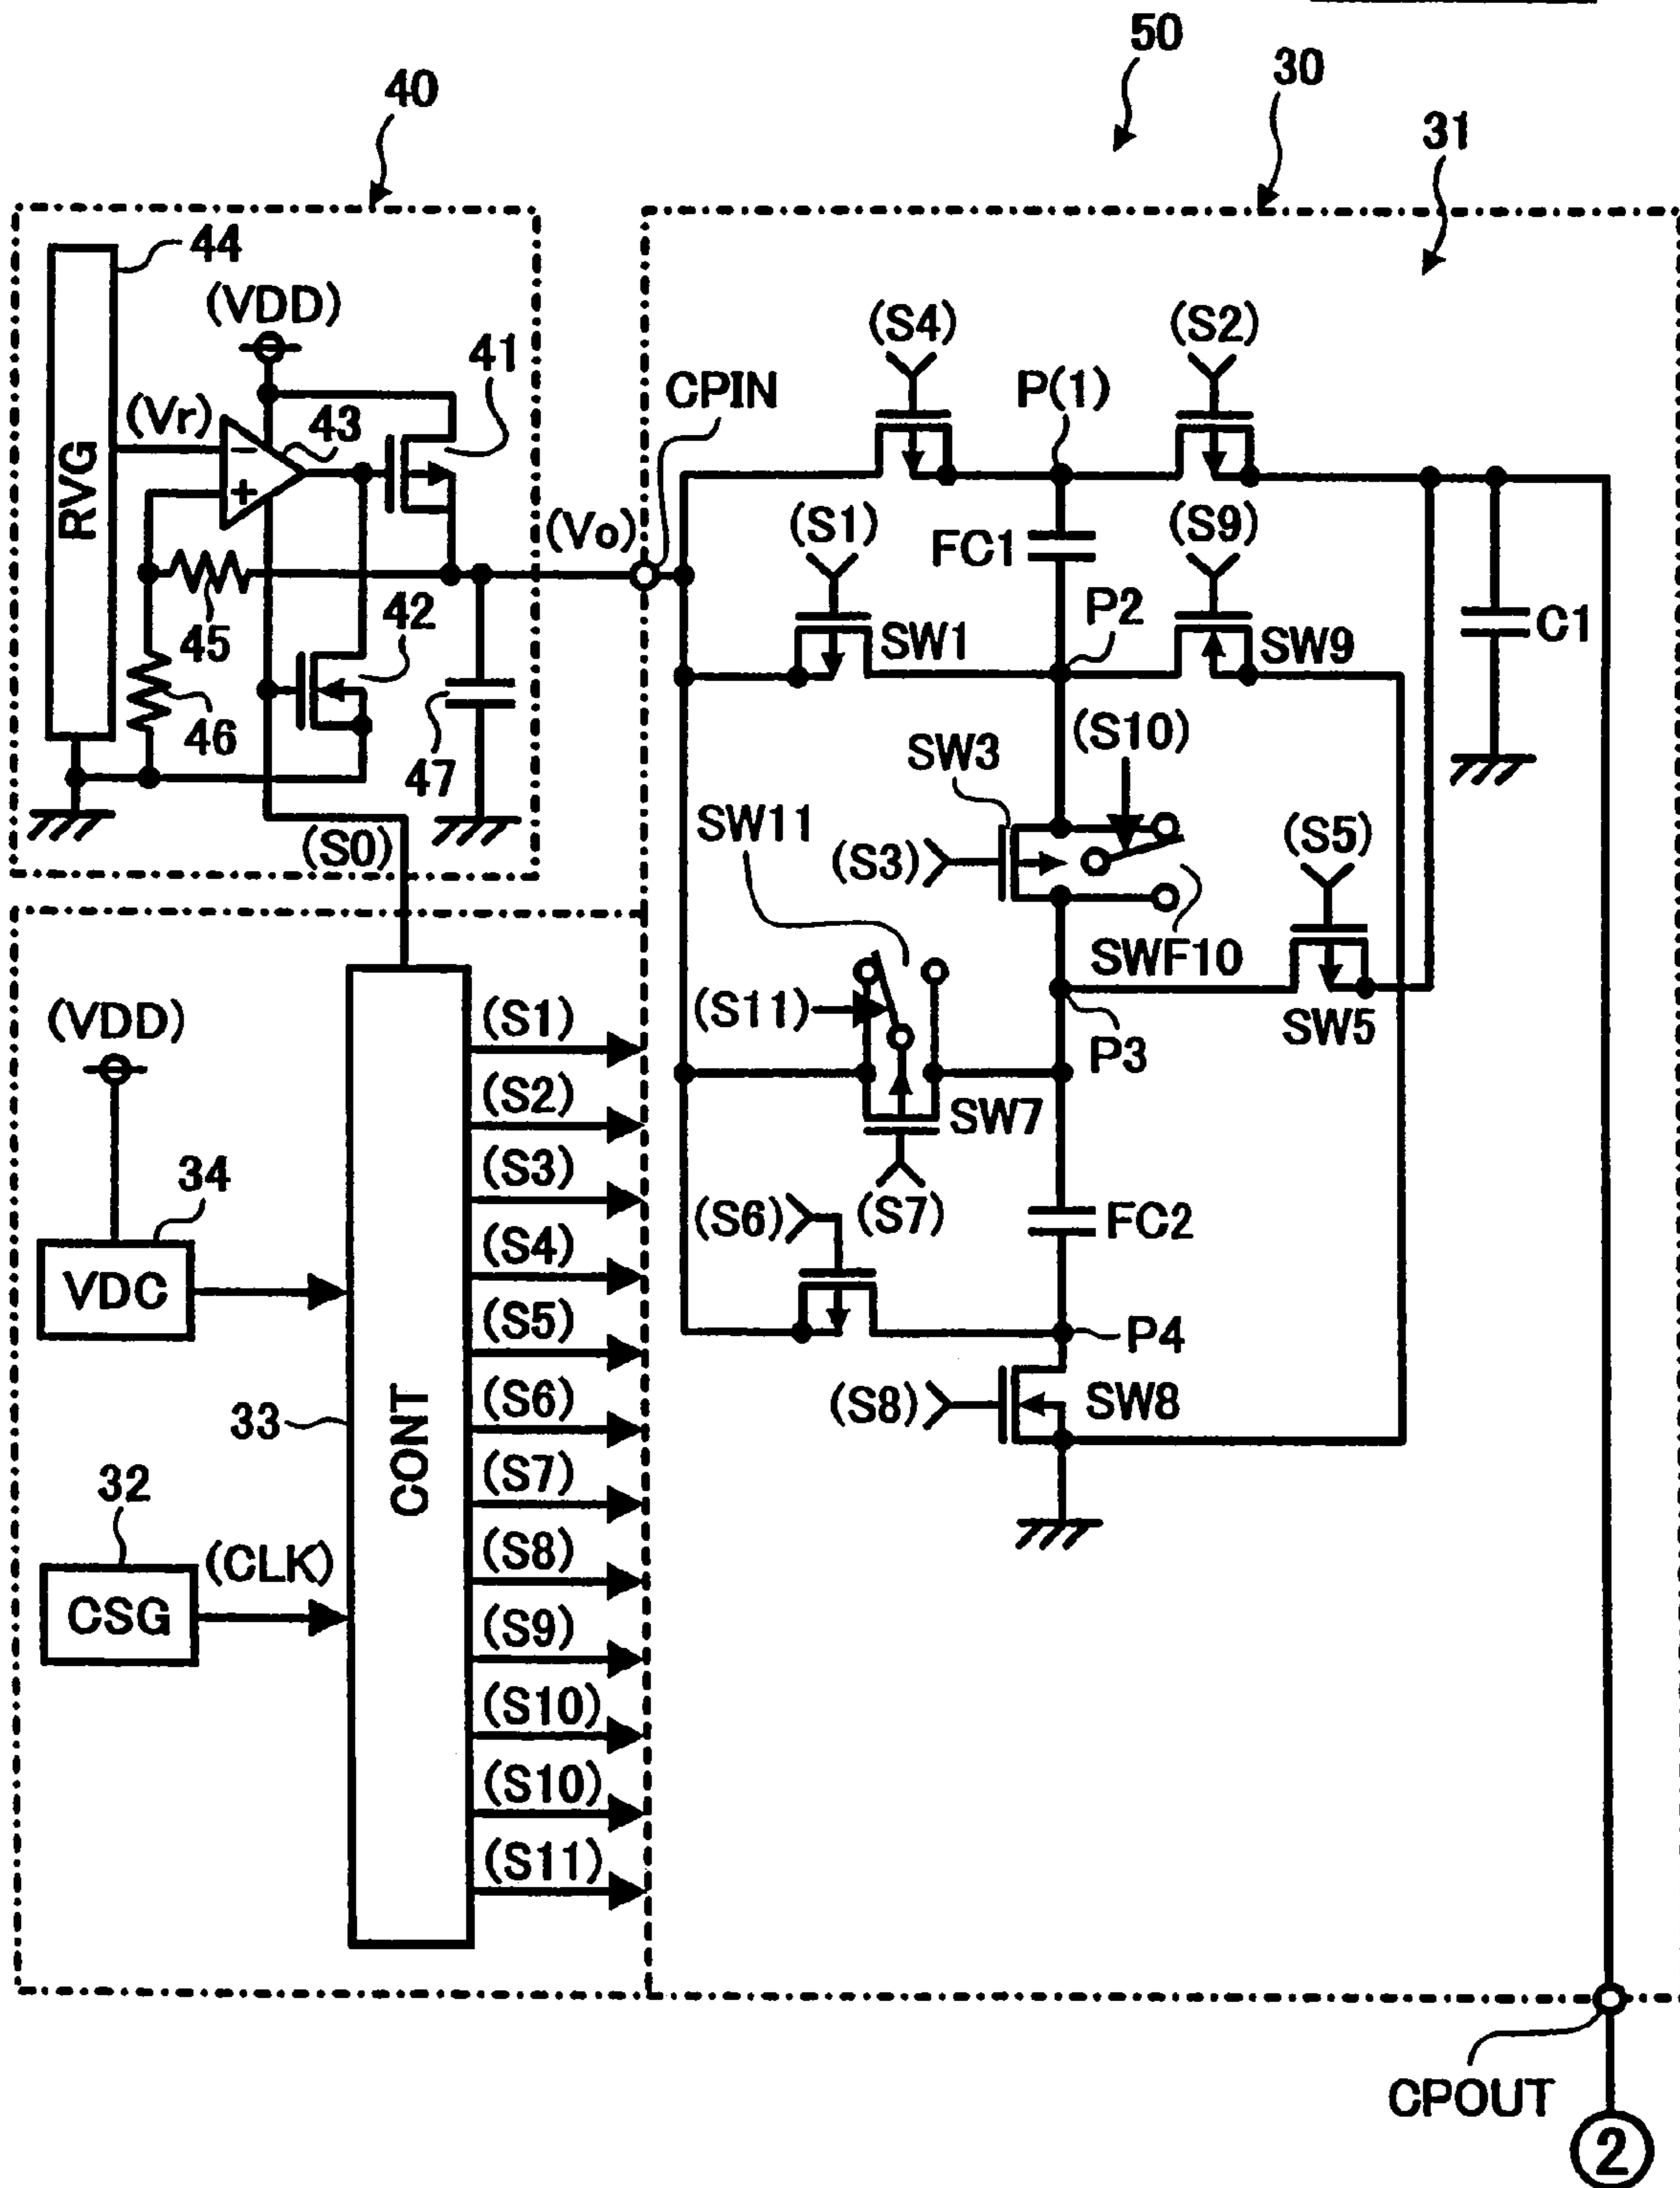 50
30
40
31
44
(VDD)
41
(Vr)
43
RVG
(Vo)
45
42
46
47
(S0)
CPIN
(S4)
(S2)
P(1)
(S1)
FC1
(S9)
SW1
P2
SW9
C1
SW3
(S10)
SW11
(S3)
(S5)
SWF10
(S11)
SW5
P3
SW7
(S6)
(S7)
FC2
P4
(S8)
SW8
(VDD)
34
VDC
33
CONT
32
CSG
(CLK)
(S1)
(S2)
(S3)
(S4)
(S5)
(S6)
(S7)
(S8)
(S9)
(S10)
(S10)
(S11)
CPOUT
2